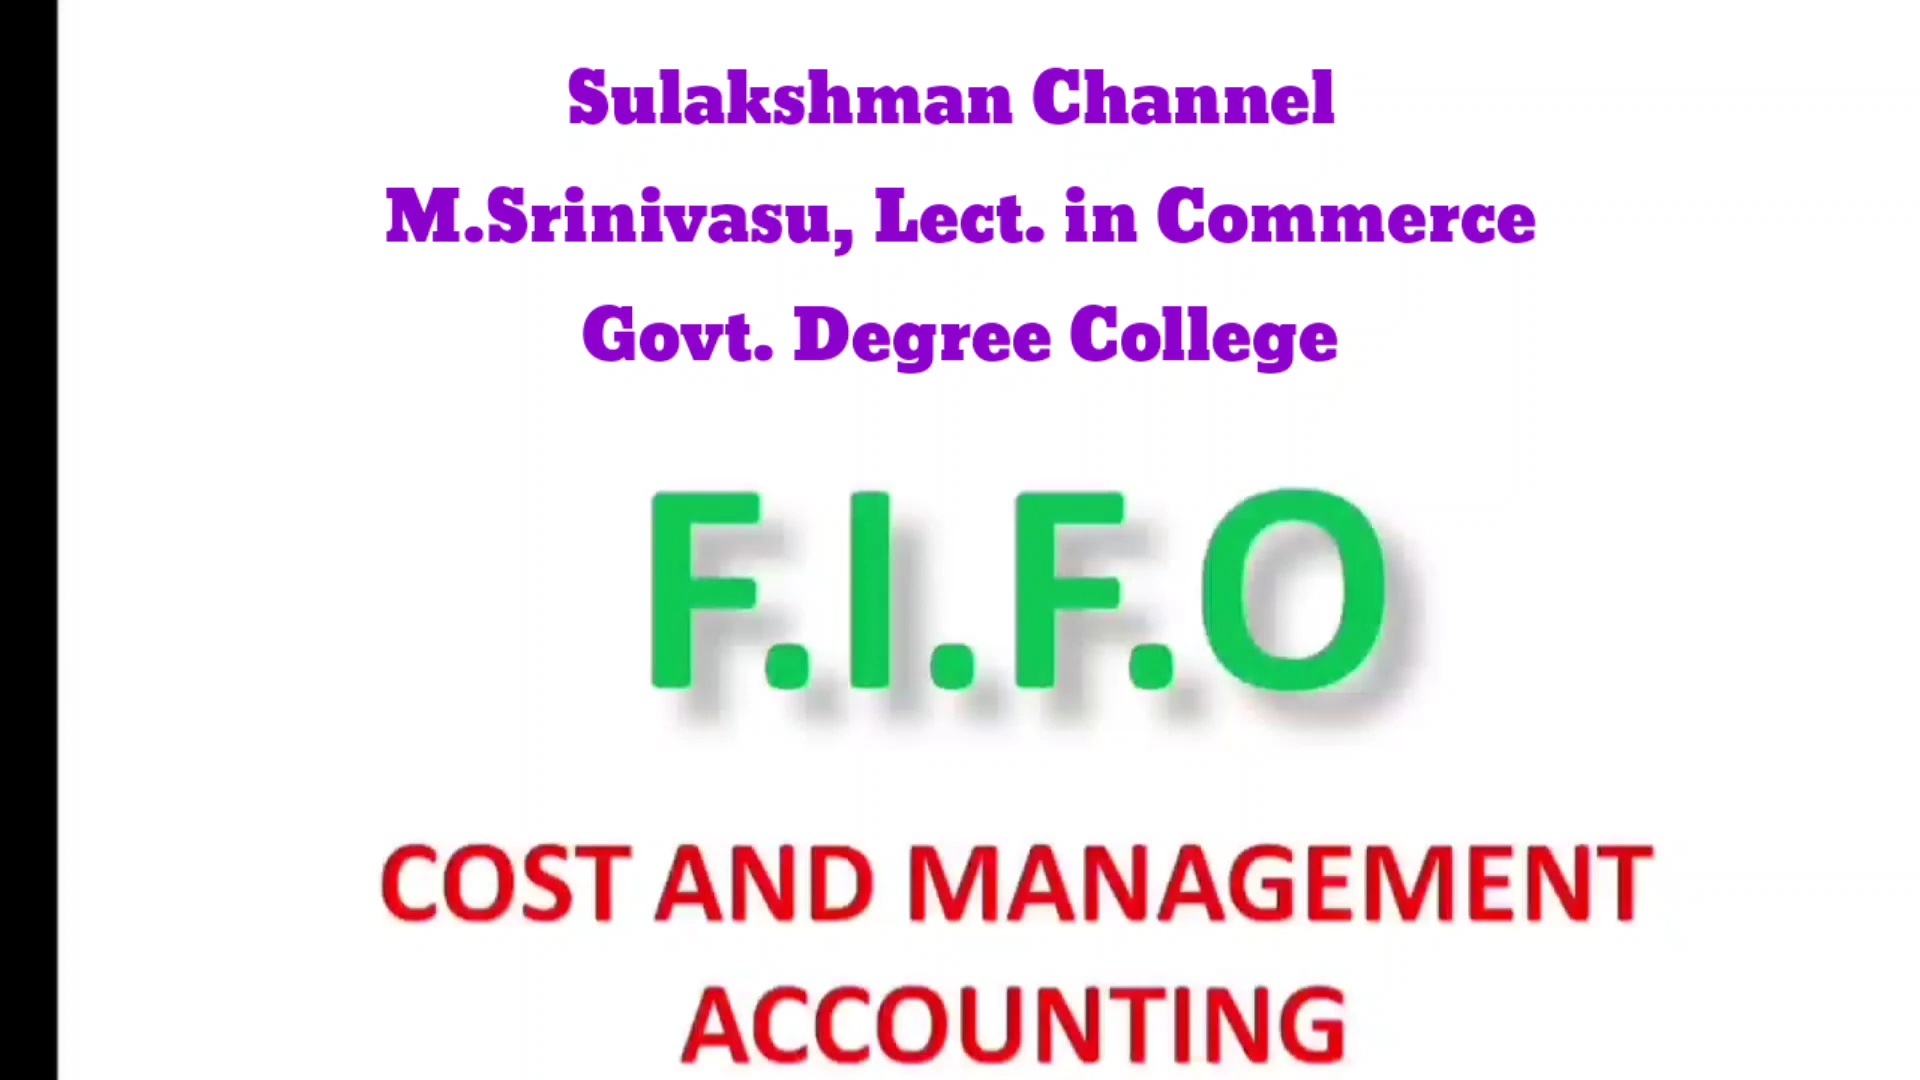 Sulakshman Channel
M.Srinivasu, Lect. in Commerce
Govt. Degree College
F.I.F.O
COST AND MANAGEMENT
ACCOUNTING